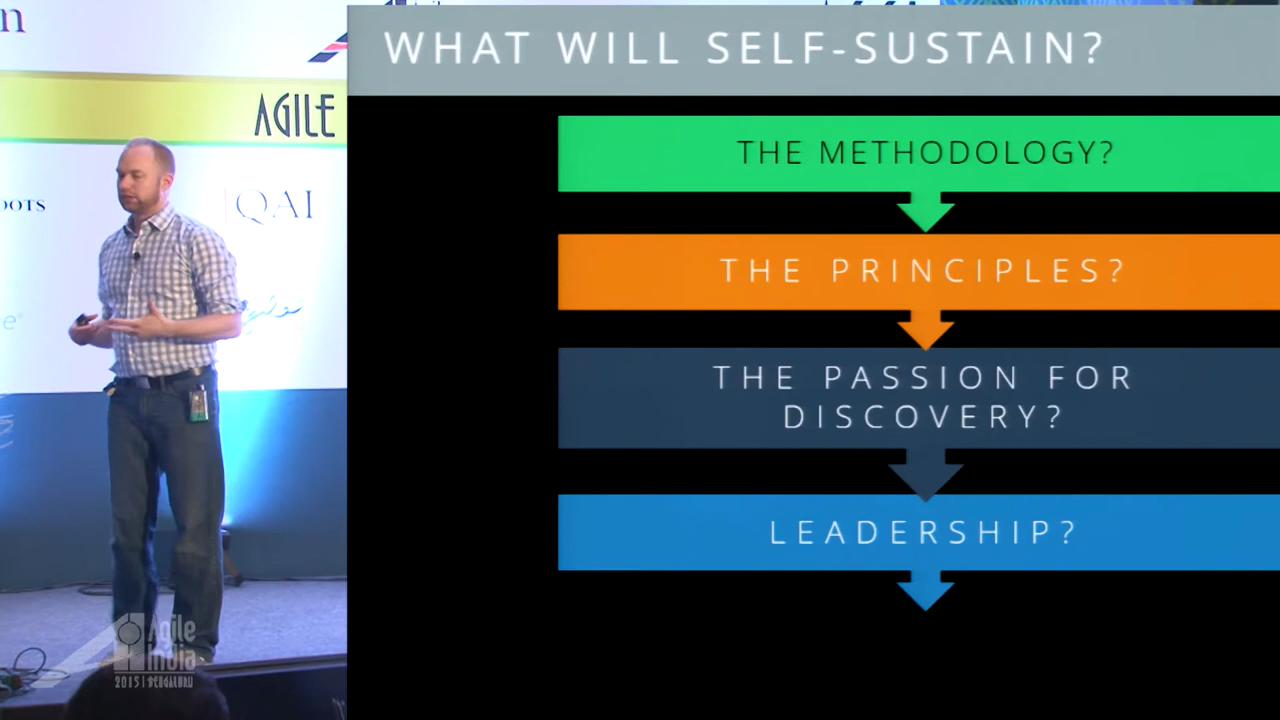 WHAT WILL SELF-SUSTAIN?
THE METHODOLOGY?
THE PRINCIPLES?
THE PASSION FOR
DISCOVERY?
LEADERSHIP?
AGILE
QAI
Agile
india
2015 | BENGALURU